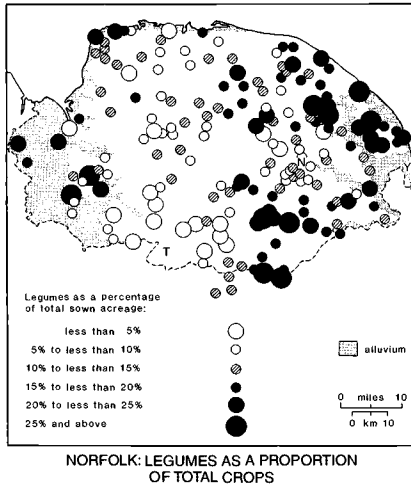 N
Y
T
Legumes as a percentage
of total sown acreage:
less than 5%
5% to less than 10%
10% to less than 15%
15% to less than 20%
20% to less than 25%
25% and above
alluvium
0 miles 10
0 km 10
NORFOLK: LEGUMES AS A PROPORTION
OF TOTAL CROPS